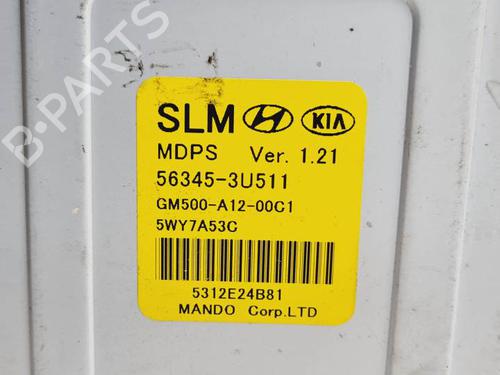 B-PARTS
SLM KIA
MDPS Ver. 1.21
56345-3U511
GM500-A12-00C1
5WY7A53C
5312E24B81
MANDO Corp.LTD